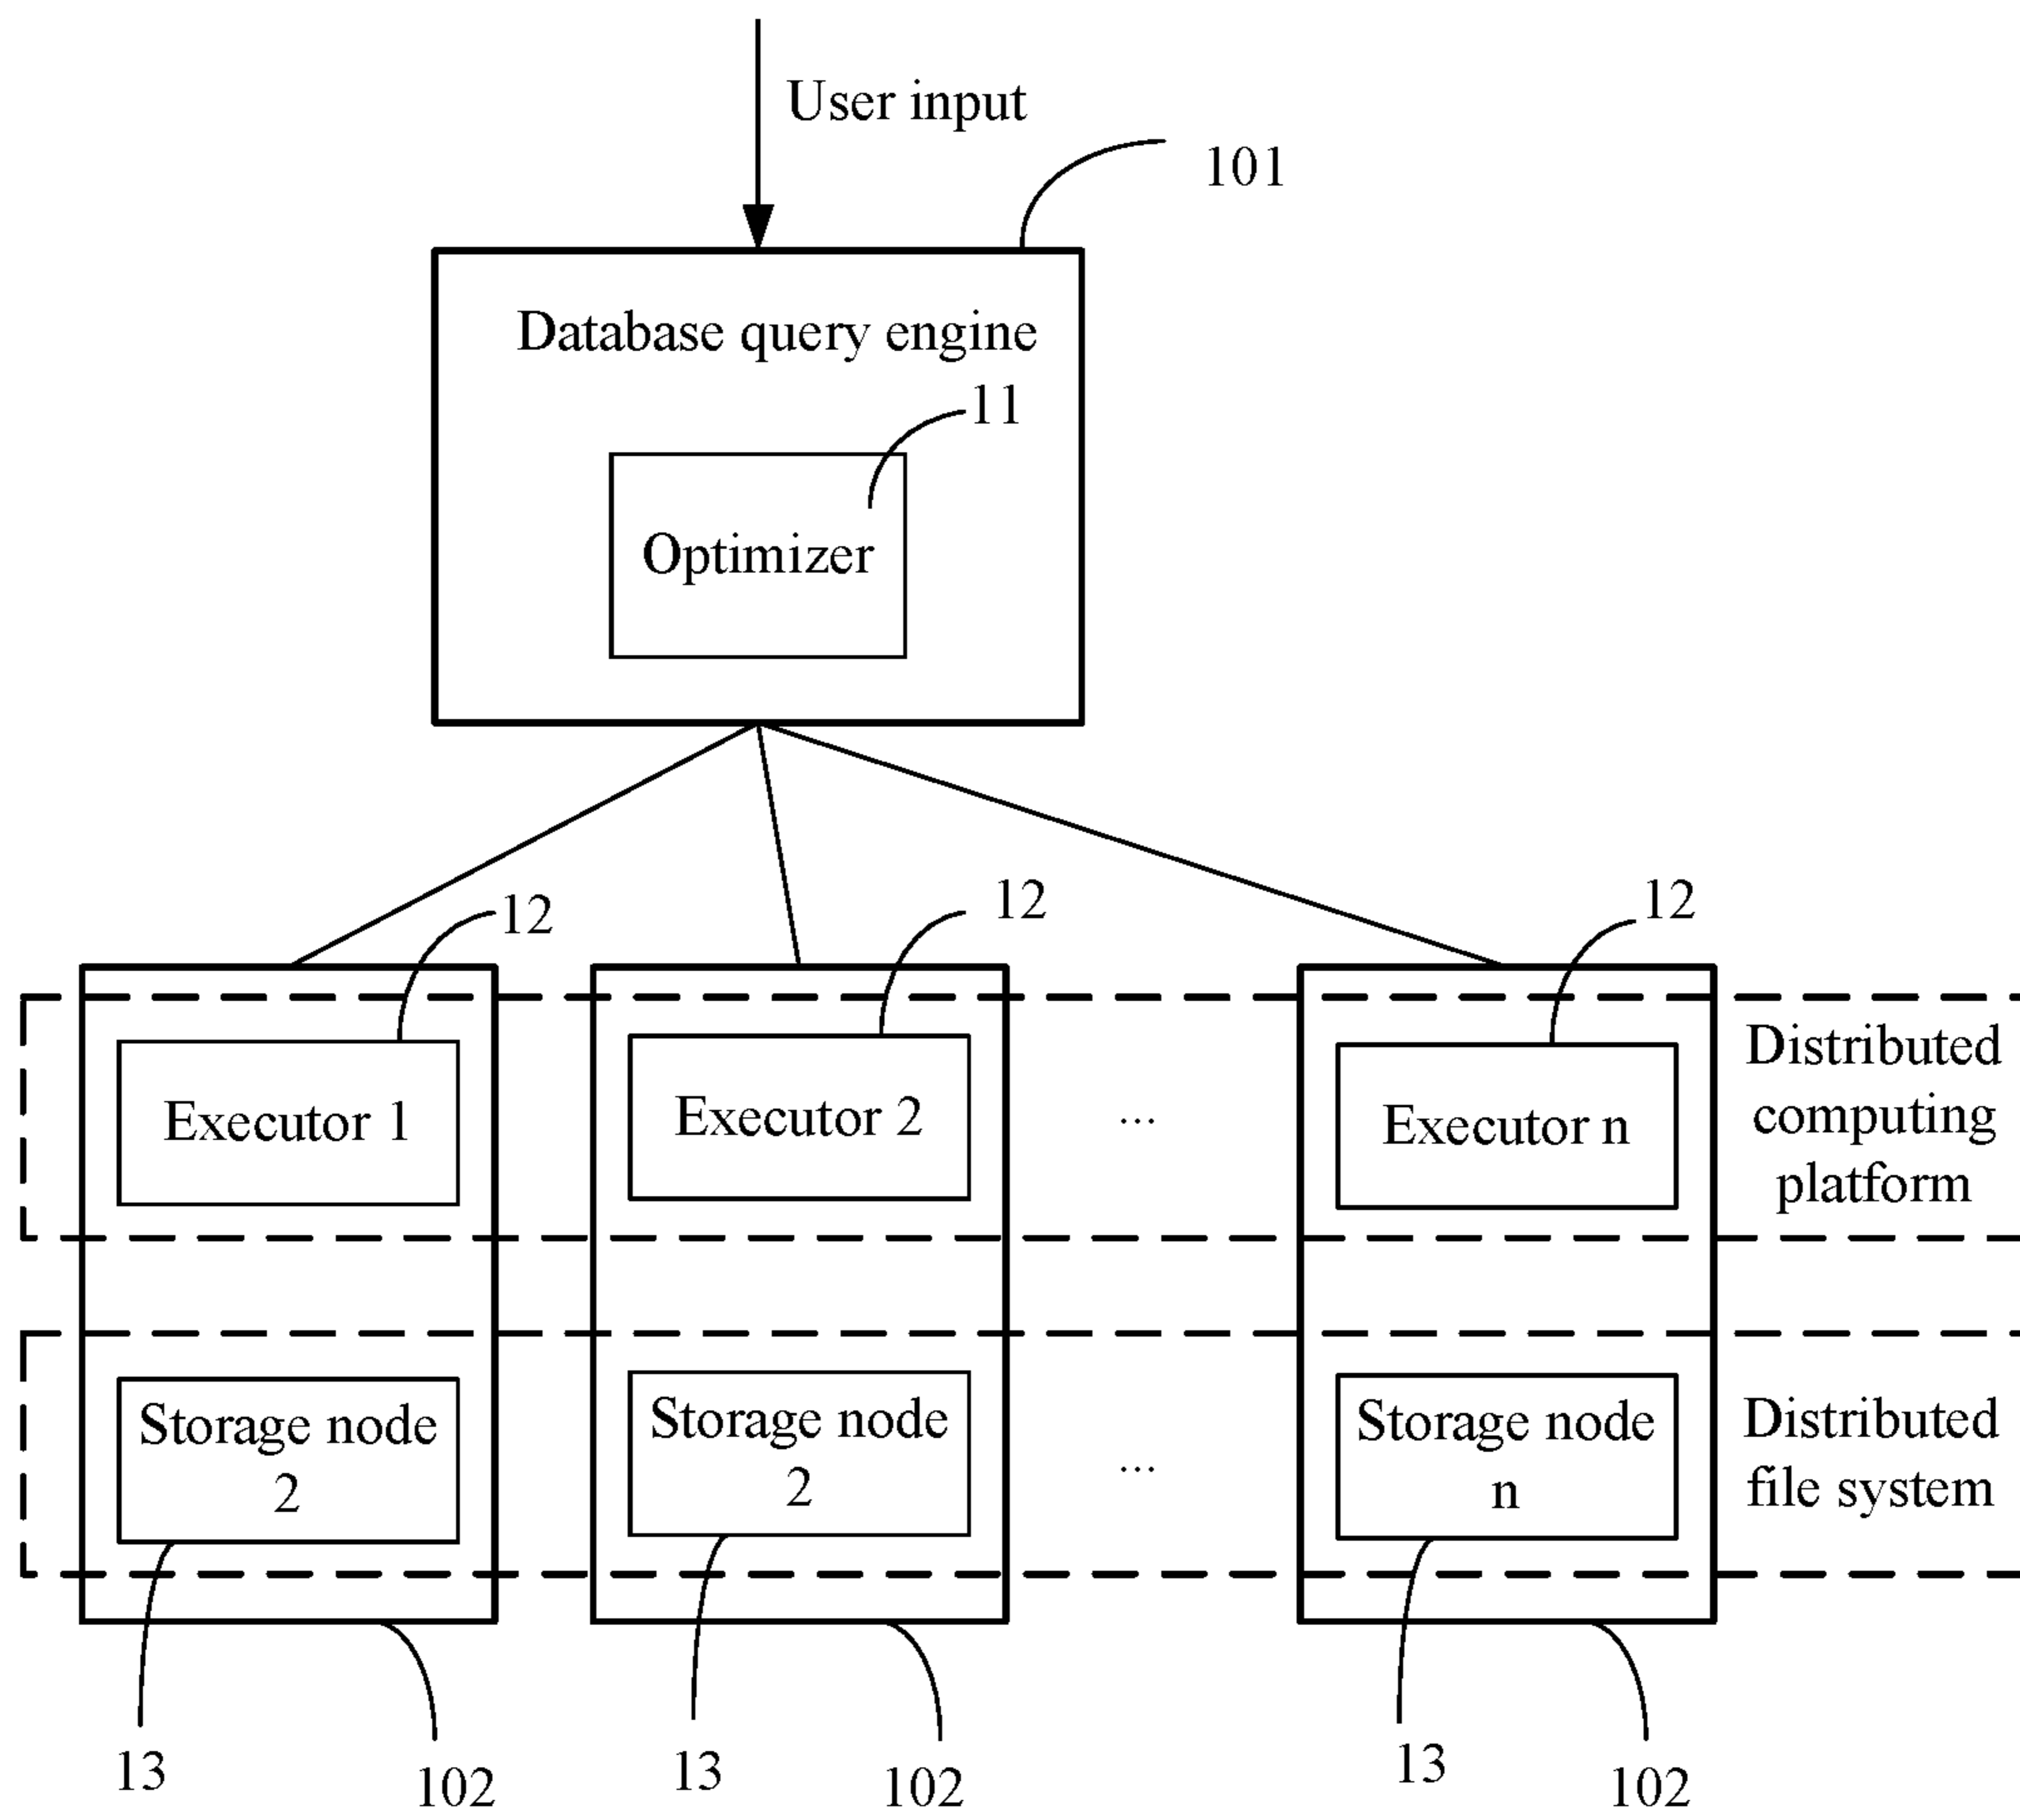 User input
101
Database query engine
11
Optimizer
12
12
12
Executor 1
Executor 2
...
Executor n
Distributed
computing
platform
Storage node
2
Storage node
2
...
Storage node
n
Distributed
file system
13
102
13
102
13
102